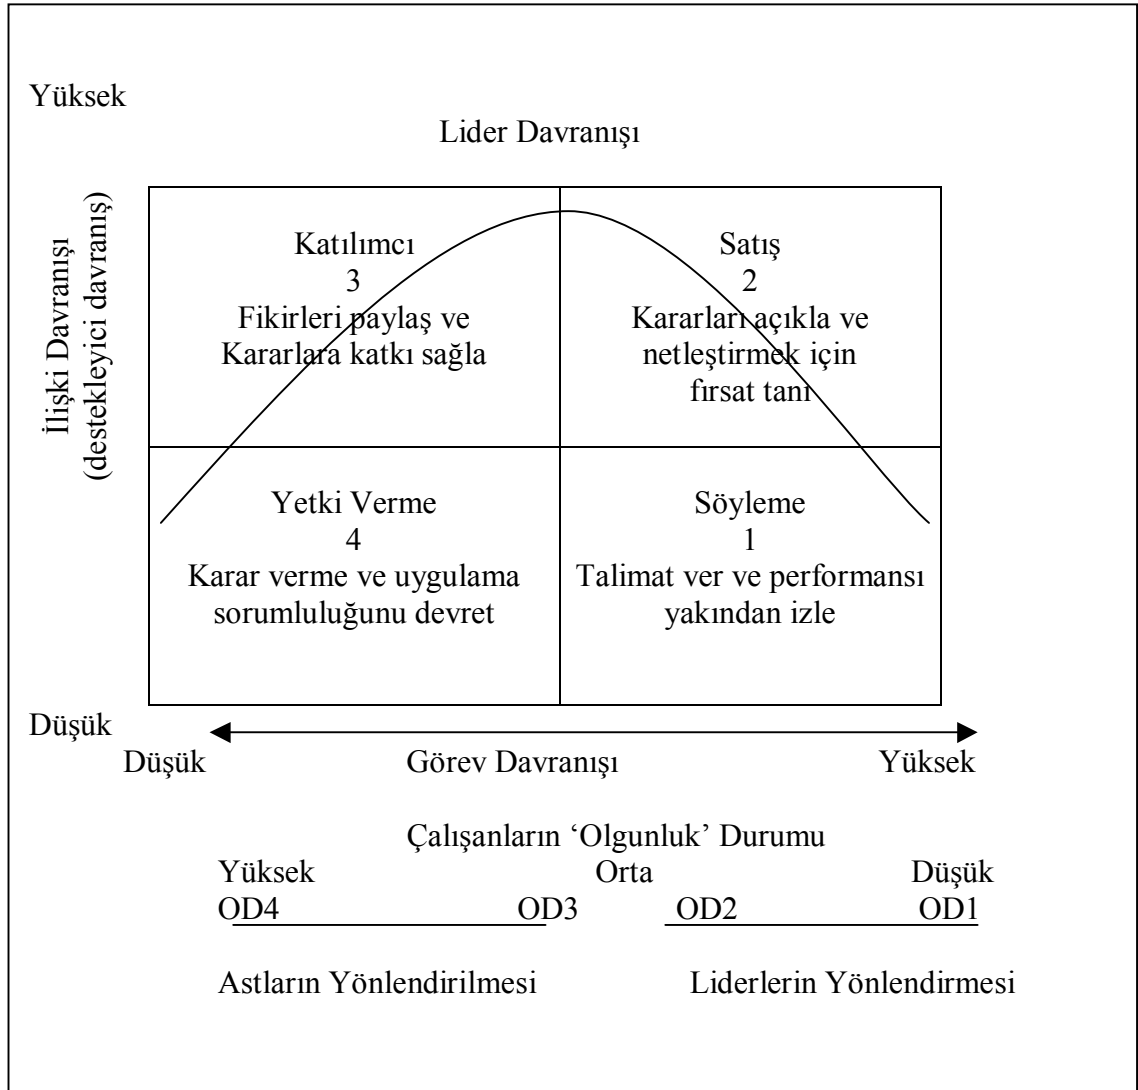 Yüksek
Lider Davranışı
İlişki Davranışı
(destekleyici davranış)
Katılımcı
3
Fikirleri paylaş ve
Kararlara katkı sağla
Satış
2
Kararları açıkla ve
netleştirmek için
fırsat tanı
Yetki Verme
4
Karar verme ve uygulama
sorumluluğunu devret
Söyleme
1
Talimat ver ve performansı
yakından izle
Düşük
Düşük Görev Davranışı Yüksek
Çalışanların ‘Olgunluk’ Durumu
Yüksek Orta Düşük
OD4 OD3 OD2 OD1
Astların Yönlendirilmesi Liderlerin Yönlendirmesi